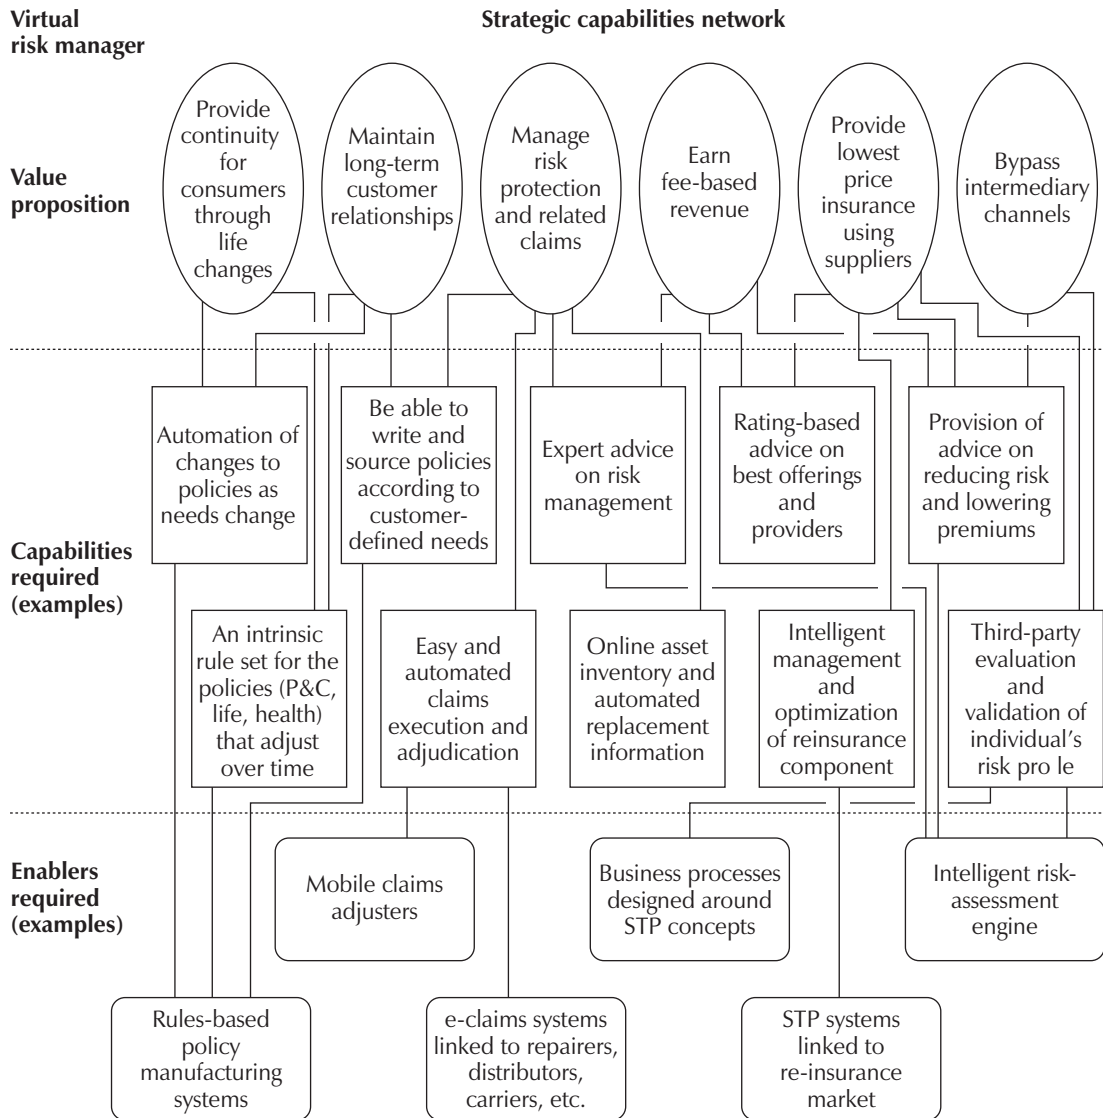 Virtual
risk manager
Strategic capabilities network
Value
proposition
Provide
continuity
for
consumers
through
life
changes
Maintain
long-term
customer
relationships
Manage
risk
protection
and related
claims
Earn
fee-based
revenue
Provide
lowest
price
insurance
using
suppliers
Bypass
intermediary
channels
Capabilities
required
(examples)
Automation of
changes to
policies as
needs change
Be able to
write and
source policies
according to
customer-
defined needs
Expert advice
on risk
management
Rating-based
advice on
best offerings
and
providers
Provision of
advice on
reducing risk
and lowering
premiums
An intrinsic
rule set for the
policies (P&C,
life, health)
that adjust
over time
Easy and
automated
claims
execution and
adjudication
Online asset
inventory and
automated
replacement
information
Intelligent
management
and
optimization
of reinsurance
component
Third-party
evaluation
and
validation of
individual's
risk pro le
Enablers
required
(examples)
Mobile claims
adjusters
Business processes
designed around
STP concepts
Intelligent risk-
assessment
engine
Rules-based
policy
manufacturing
systems
e-claims systems
linked to repairers,
distributors,
carriers, etc.
STP systems
linked to
re-insurance
market